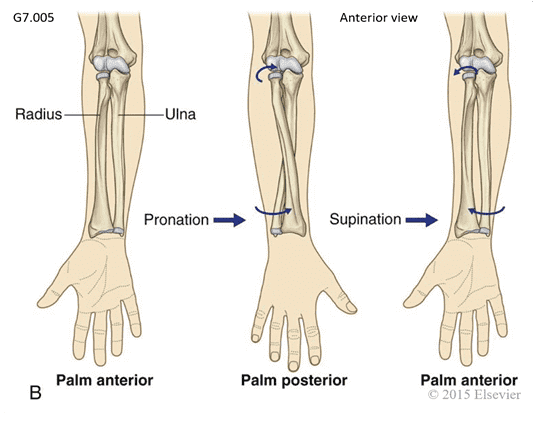 G7.005
Anterior view
Radius
Ulna
Pronation
Supination
Palm anterior
Palm posterior
Palm anterior
B
© 2015 Elsevier